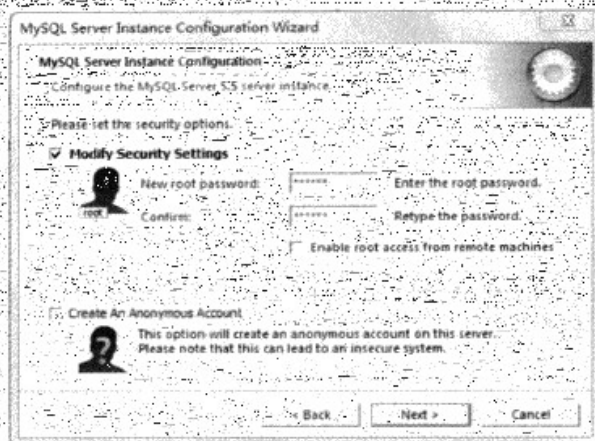 MySQL Server Instance Configuration Wizard
MySQL Server Instance Configuration
Configure the MySQL Server 5.5 server instance.
Please set the security options.
Modify Security Settings
root
New root password: ****** Enter the root password.
Confirm: ****** Retype the password.
Enable root access from remote machines
Create An Anonymous Account
?
This option will create an anonymous account on this server.
Please note that this can lead to an insecure system.
< Back
Next >
Cancel